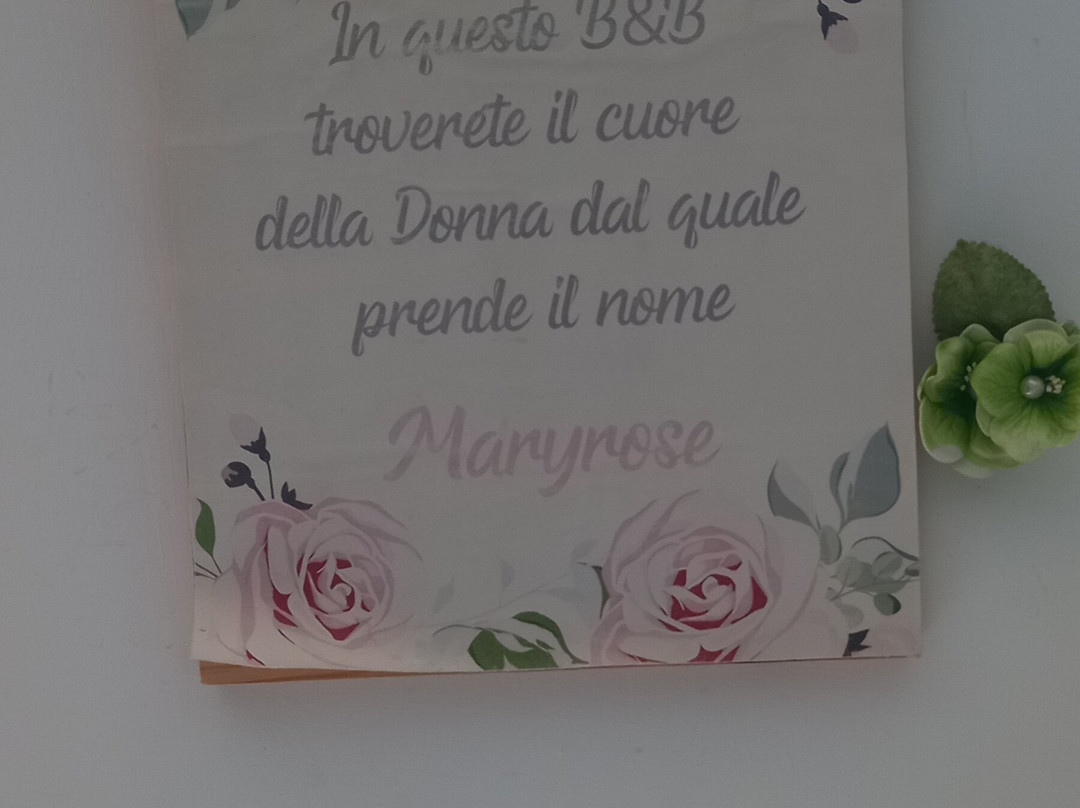 In questo B&B
troverete il cuore
della Donna dal quale
prende il nome
Maryrose